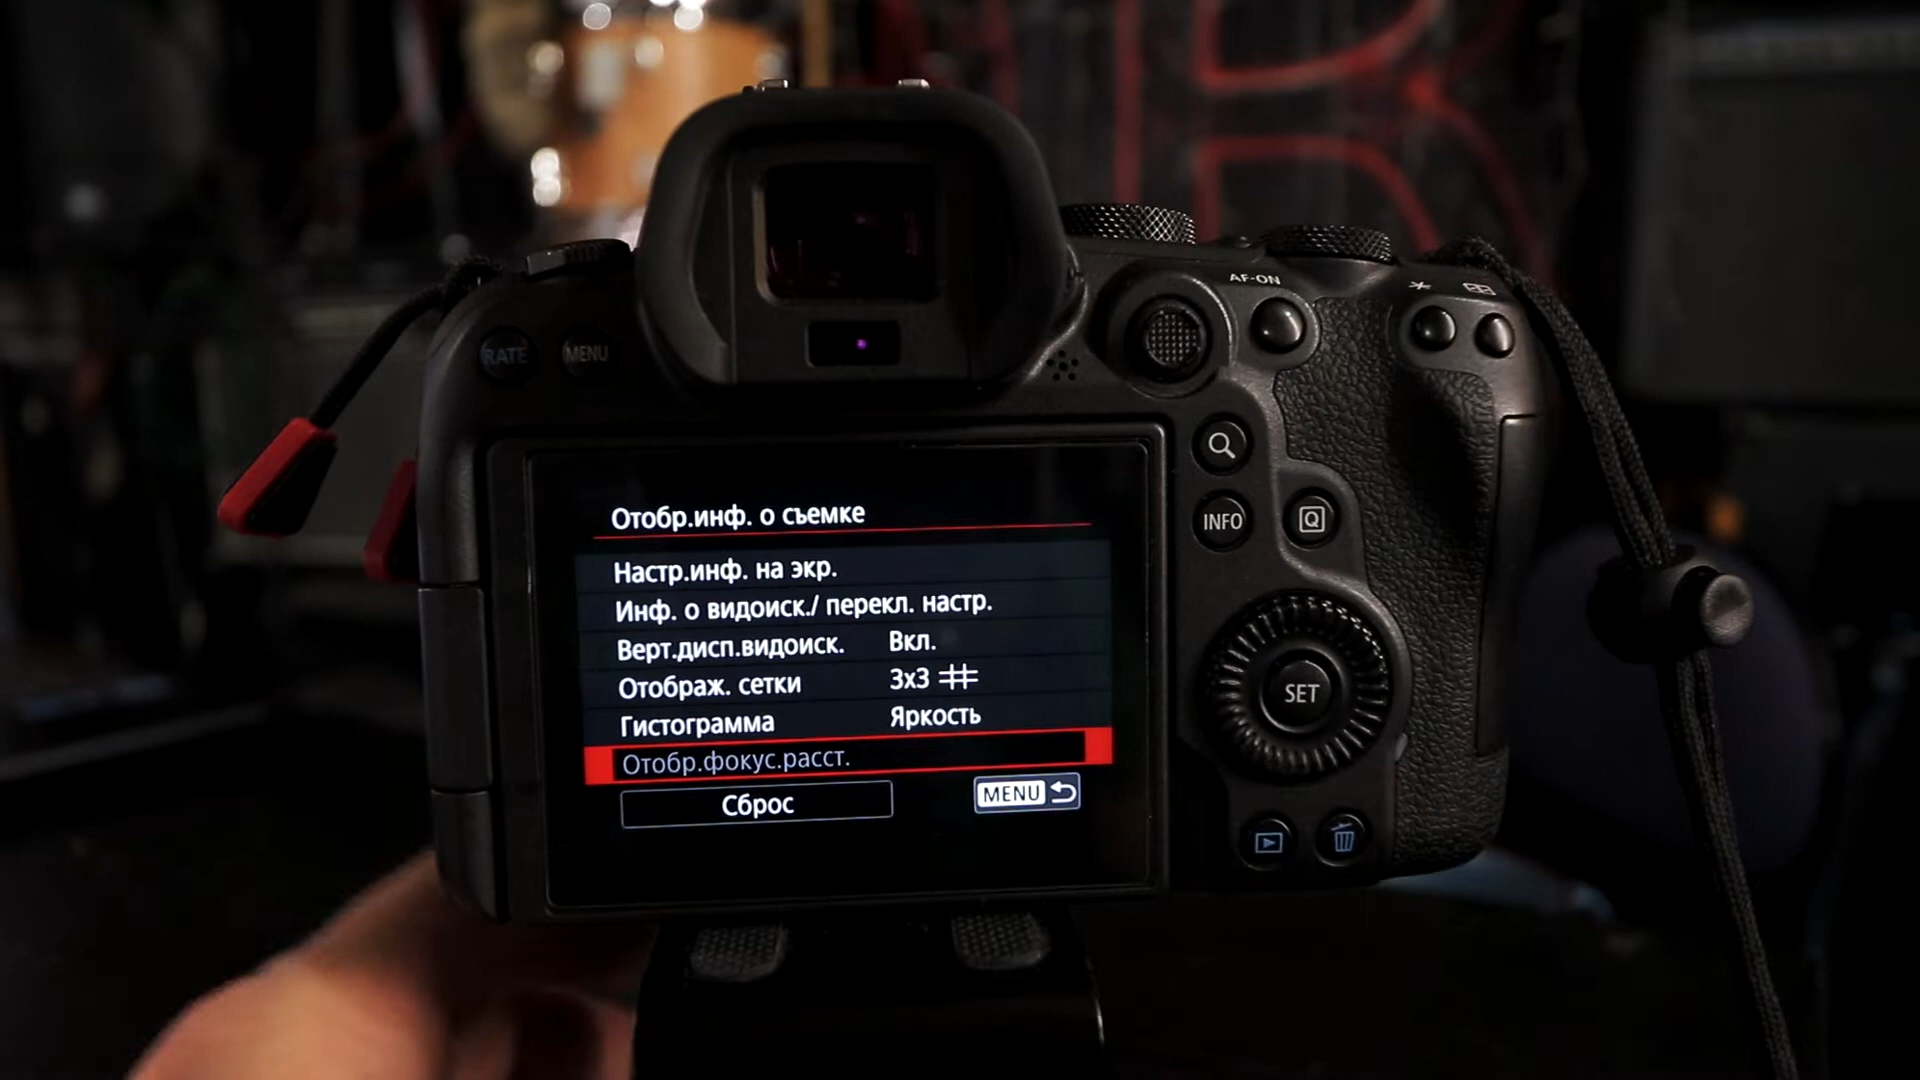 AF-ON
RATE MENU
INFO Q
Отобр.инф. о съемке
Настр.инф. на экр.
Инф. о видоиск./ перекл. настр.
Верт.дисп.видоиск. Вкл.
Отображ. сетки 3x3
Гистограмма Яркость
Отобр.фокус.расст.
Сброс MENU
SET